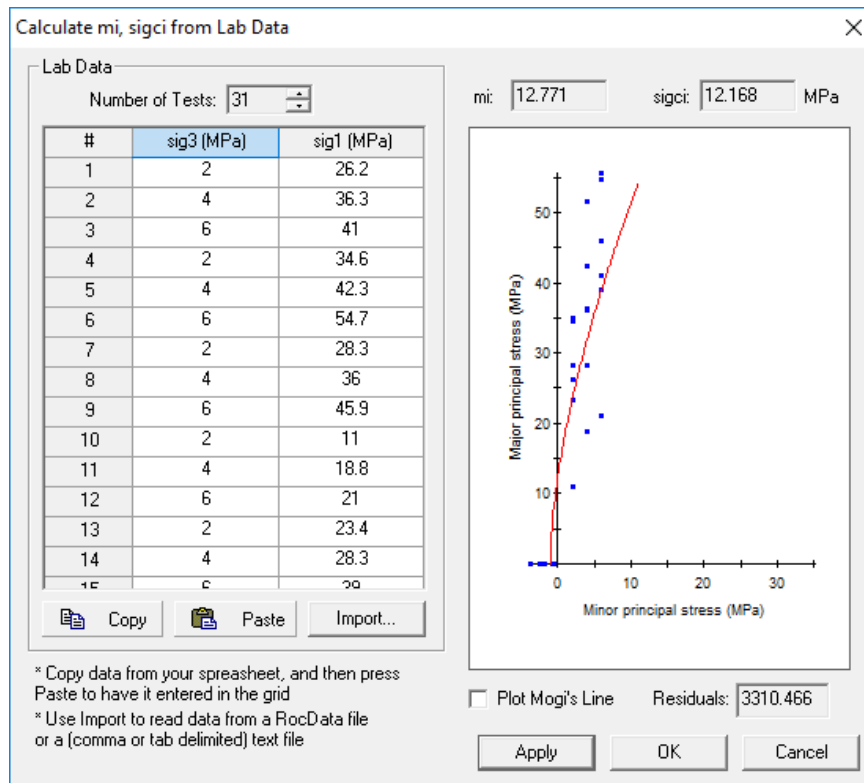 Calculate mi, sigci from Lab Data
Lab Data
Number of Tests: 31
# sig3 (MPa) sig1 (MPa)
1 2 26.2
2 4 36.3
3 6 41
4 2 34.6
5 4 42.3
6 6 54.7
7 2 28.3
8 4 36
9 6 45.9
10 2 11
11 4 18.8
12 6 21
13 2 23.4
14 4 28.3
15 6 39
Copy Paste Import...
* Copy data from your spreasheet, and then press
Paste to have it entered in the grid
* Use Import to read data from a RocData file
or a (comma or tab delimited) text file
mi: 12.771 sigci: 12.168 MPa
Major principal stress (MPa)
50
40
30
20
10
0 10 20 30
Minor principal stress (MPa)
Plot Mogi's Line Residuals: 3310.466
Apply OK Cancel